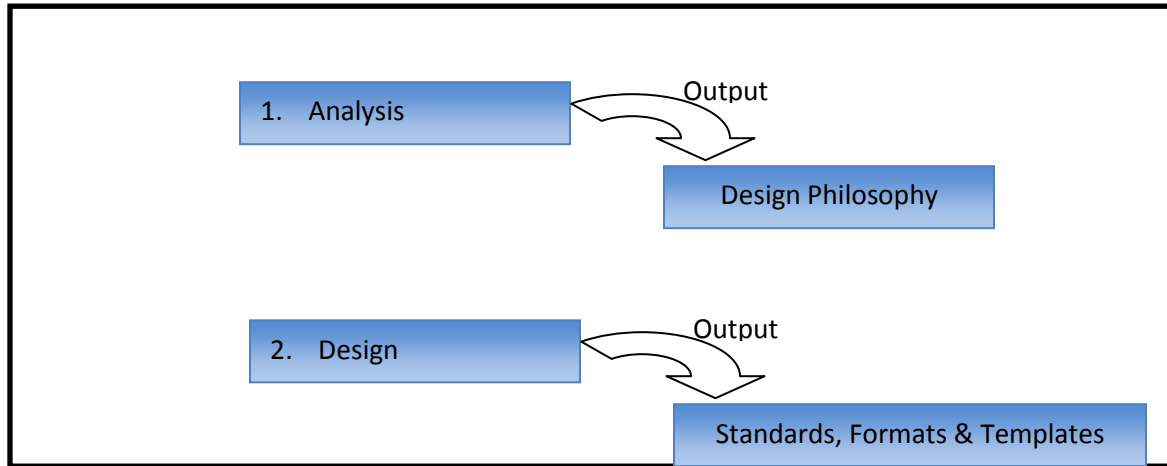 Output
1. Analysis
Design Philosophy
Output
2. Design
Standards, Formats & Templates